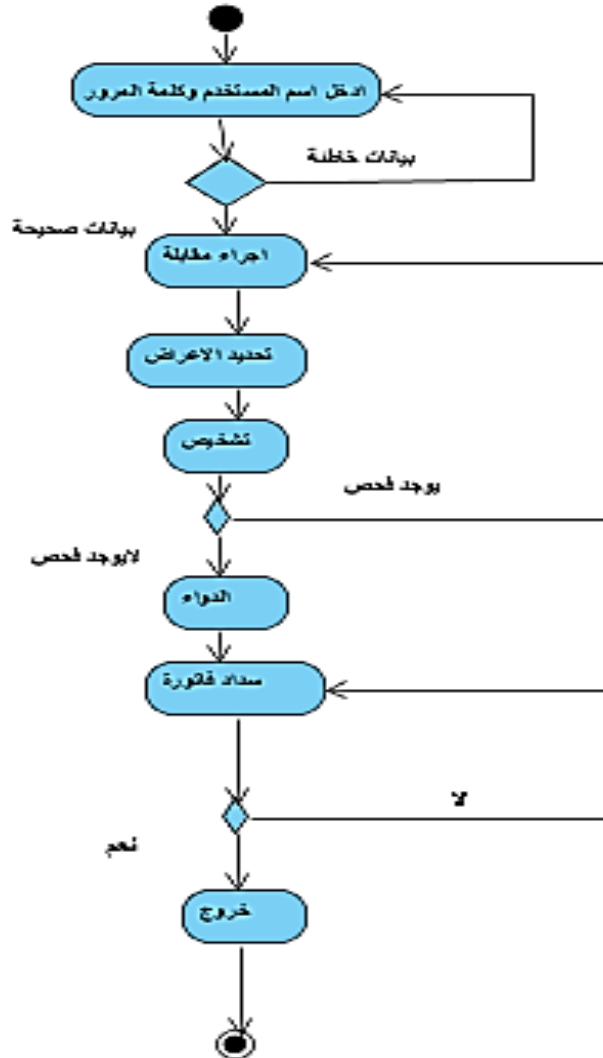 ادخل اسم المستخدم وكلمة المرور
بيانات خاطئة
بيانات صحيحة
اجراء مقابلة
تحديد الاعراض
تشخيص
يوجد فحص
لايوجد فحص
الدواء
سداد فاتورة
لا
نعم
خروج